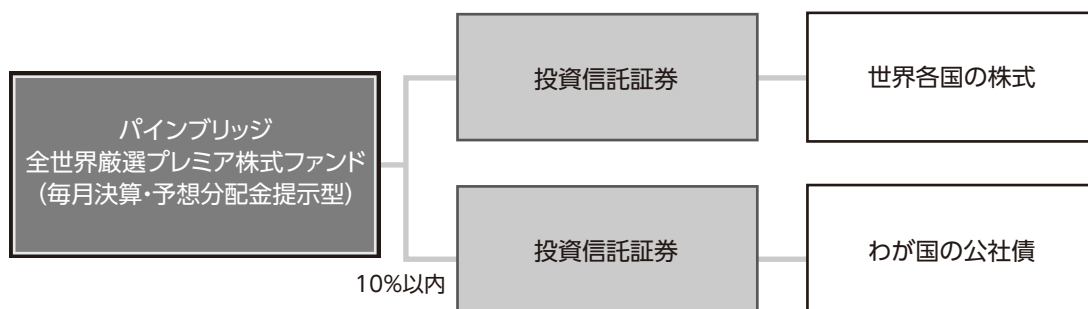 パインブリッジ
全世界厳選プレミア株式ファンド
(毎月決算・予想分配金提示型)
投資信託証券
世界各国の株式
10%以内
投資信託証券
わが国の公社債